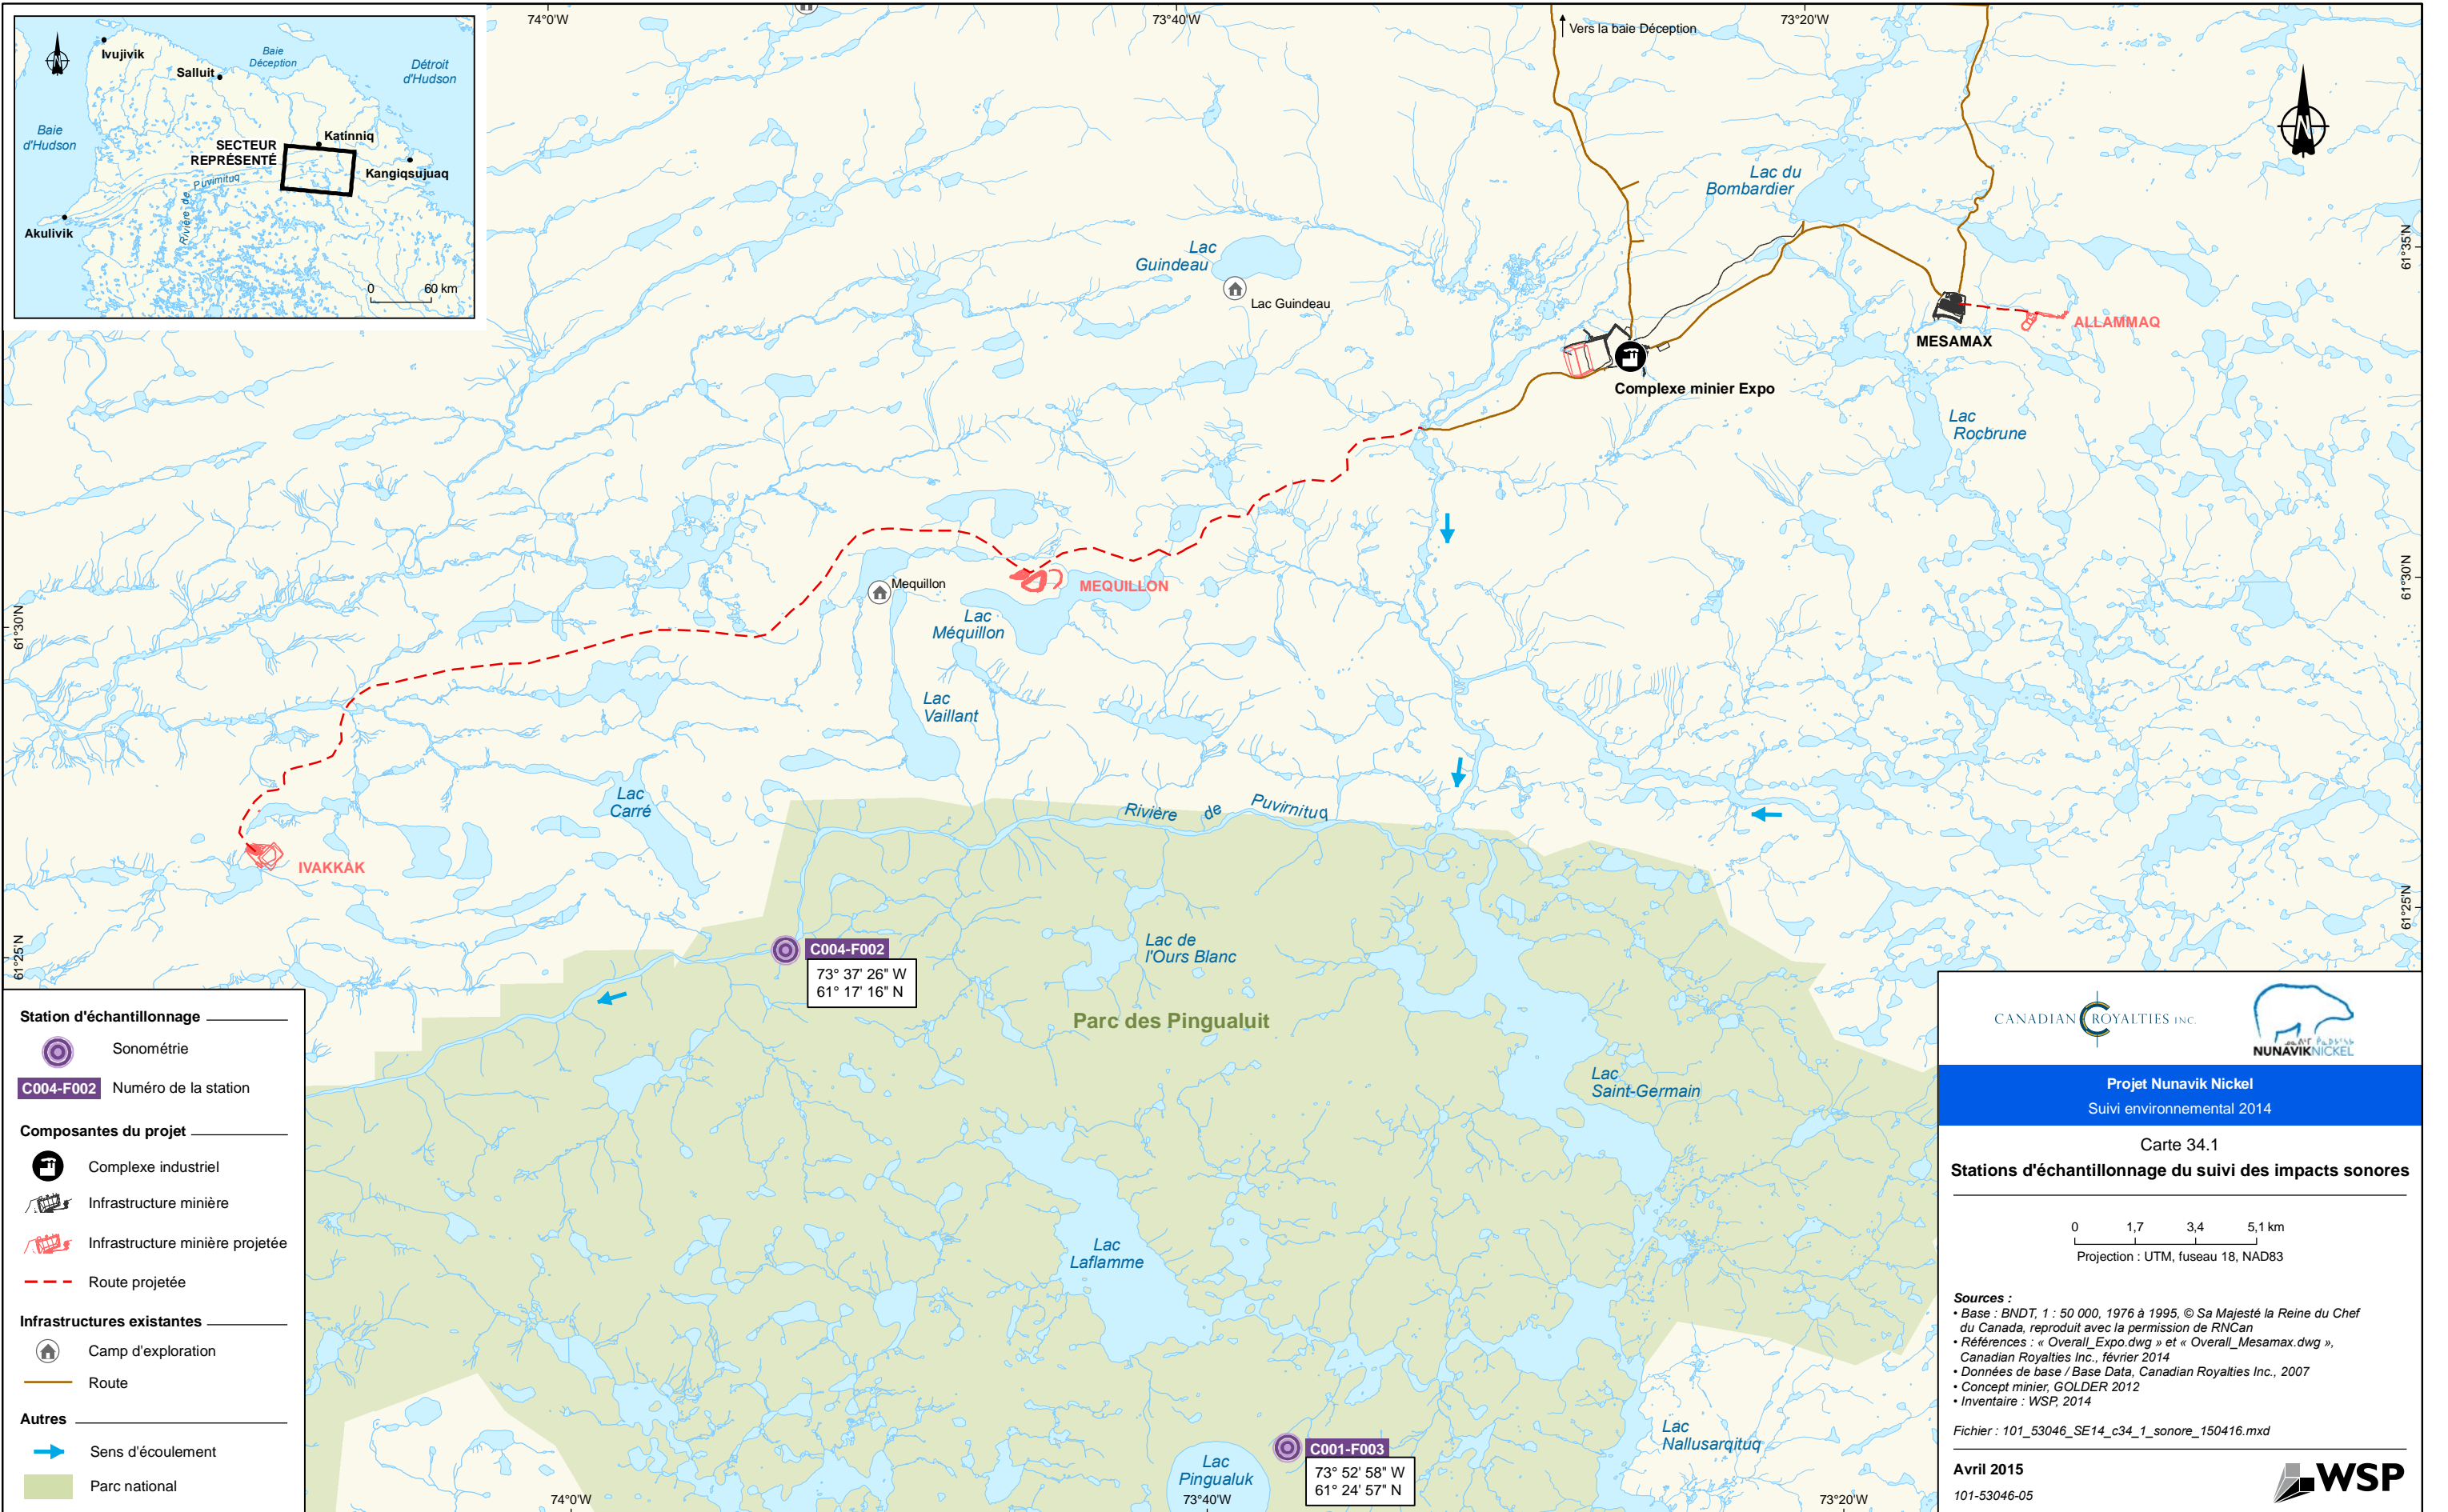 74°0'W
73°40'W
73°20'W
Vers la baie Déception
Ivujivik
Salluit
Baie
Déception
Détroit
d'Hudson
Baie
d'Hudson
Katinniq
SECTEUR
REPRÉSENTÉ
Kangiqsujuaq
Rivière de Puvirnituq
Akulivik
0 60 km
N
Lac du
Bombardier
61°35'N
Lac
Guindeau
Lac Guindeau
ALLAMMAQ
MESAMAX
Complexe minier Expo
Lac
Rocbrune
61°30'N
61°30'N
Mequillon
MEQUILLON
Lac
Méquillon
Lac
Vaillant
Lac
Carré
Rivière de Puvirnituq
IVAKKAK
61°25'N
61°25'N
C004-F002
73° 37' 26" W
61° 17' 16" N
Lac de
l'Ours Blanc
Parc des Pingualuit
Lac
Saint-Germain
Lac
Laflamme
Lac
Nallusarqituq
Lac
Pingualuk
C001-F003
73° 52' 58" W
61° 24' 57" N
74°0'W
73°40'W
73°20'W
Station d'échantillonnage
Sonométrie
C004-F002 Numéro de la station
Composantes du projet
Complexe industriel
Infrastructure minière
Infrastructure minière projetée
Route projetée
Infrastructures existantes
Camp d'exploration
Route
Autres
Sens d'écoulement
Parc national
CANADIAN ROYALTIES INC.
NUNAVIKNICKEL
Projet Nunavik Nickel
Suivi environnemental 2014
Carte 34.1
Stations d'échantillonnage du suivi des impacts sonores
0 1,7 3,4 5,1 km
Projection : UTM, fuseau 18, NAD83
Sources :
• Base : BNDT, 1 : 50 000, 1976 à 1995, © Sa Majesté la Reine du Chef
du Canada, reproduit avec la permission de RNCan
• Références : « Overall_Expo.dwg » et « Overall_Mesamax.dwg »,
Canadian Royalties Inc., février 2014
• Données de base / Base Data, Canadian Royalties Inc., 2007
• Concept minier, GOLDER 2012
• Inventaire : WSP, 2014
Fichier : 101_53046_SE14_c34_1_sonore_150416.mxd
Avril 2015
101-53046-05
WSP